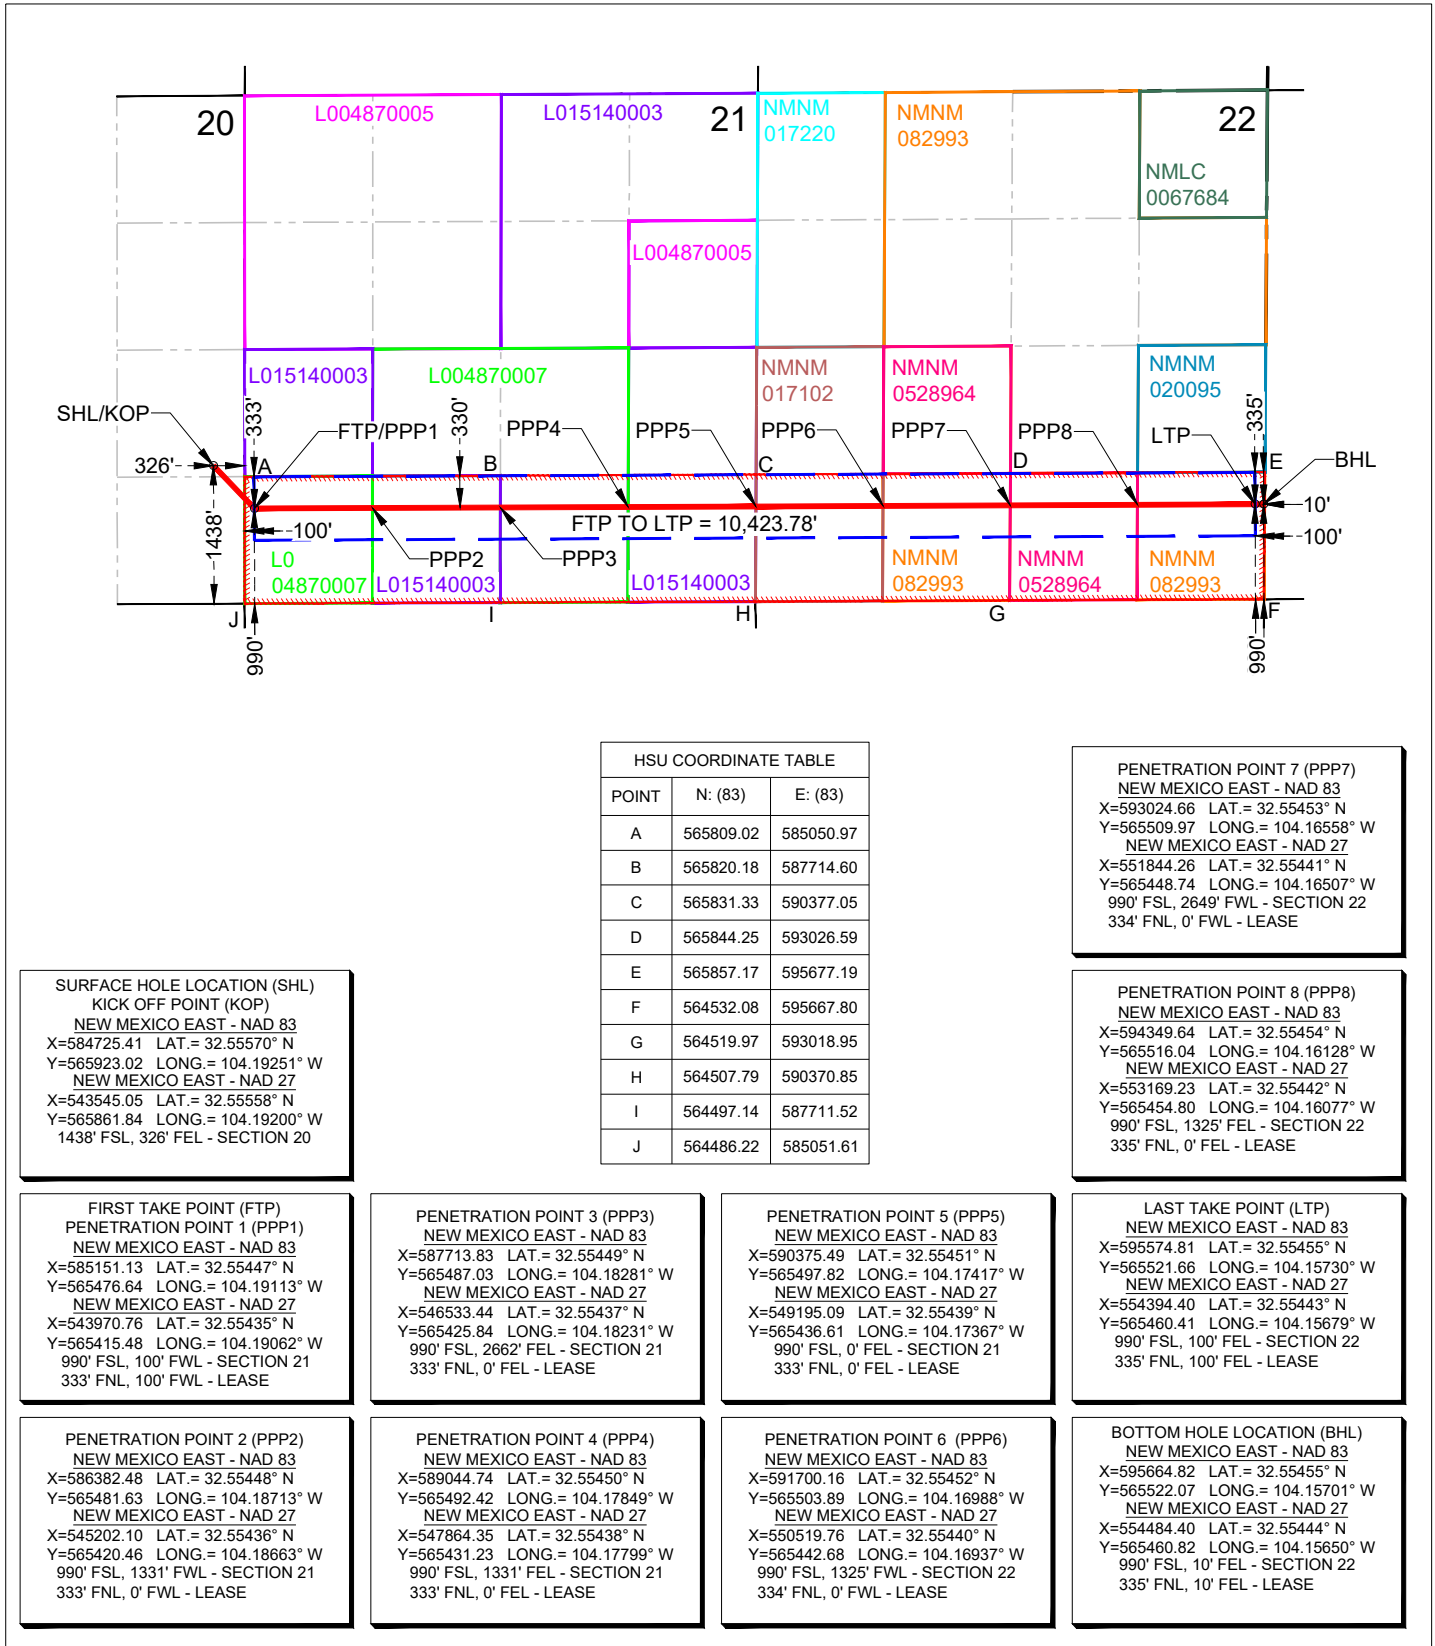 20
L004870005
L015140003
21
NMNM
017220
NMNM
082993
22
NMLC
0067684
L004870005
L015140003
L004870007
NMNM
017102
NMNM
0528964
NMNM
020095
SHL/KOP
333'
FTP/PPP1
330'
PPP4
PPP5
PPP6
PPP7
PPP8
LTP
335'
326'
A
B
C
D
E
BHL
10'
1438'
100'
FTP TO LTP = 10,423.78'
100'
PPP2
PPP3
L0
04870007
L015140003
L015140003
NMNM
082993
NMNM
0528964
NMNM
082993
J
I
H
G
F
990'
990'
HSU COORDINATE TABLE
POINT N: (83) E: (83)
A 565809.02 585050.97
B 565820.18 587714.60
C 565831.33 590377.05
D 565844.25 593026.59
E 565857.17 595677.19
F 564532.08 595667.80
G 564519.97 593018.95
H 564507.79 590370.85
I 564497.14 587711.52
J 564486.22 585051.61
PENETRATION POINT 7 (PPP7)
NEW MEXICO EAST - NAD 83
X=593024.66 LAT.= 32.55453° N
Y=565509.97 LONG.= 104.16558° W
NEW MEXICO EAST - NAD 27
X=551844.26 LAT.= 32.55441° N
Y=565448.74 LONG.= 104.16507° W
990' FSL, 2649' FWL - SECTION 22
334' FNL, 0' FWL - LEASE
SURFACE HOLE LOCATION (SHL)
KICK OFF POINT (KOP)
NEW MEXICO EAST - NAD 83
X=584725.41 LAT.= 32.55570° N
Y=565923.02 LONG.= 104.19251° W
NEW MEXICO EAST - NAD 27
X=543545.05 LAT.= 32.55558° N
Y=565861.84 LONG.= 104.19200° W
1438' FSL, 326' FEL - SECTION 20
PENETRATION POINT 8 (PPP8)
NEW MEXICO EAST - NAD 83
X=594349.64 LAT.= 32.55454° N
Y=565516.04 LONG.= 104.16128° W
NEW MEXICO EAST - NAD 27
X=553169.23 LAT.= 32.55442° N
Y=565454.80 LONG.= 104.16077° W
990' FSL, 1325' FEL - SECTION 22
335' FNL, 0' FEL - LEASE
FIRST TAKE POINT (FTP)
PENETRATION POINT 1 (PPP1)
NEW MEXICO EAST - NAD 83
X=585151.13 LAT.= 32.55447° N
Y=565476.64 LONG.= 104.19113° W
NEW MEXICO EAST - NAD 27
X=543970.76 LAT.= 32.55435° N
Y=565415.48 LONG.= 104.19062° W
990' FSL, 100' FWL - SECTION 21
333' FNL, 100' FWL - LEASE
PENETRATION POINT 3 (PPP3)
NEW MEXICO EAST - NAD 83
X=587713.83 LAT.= 32.55449° N
Y=565487.03 LONG.= 104.18281° W
NEW MEXICO EAST - NAD 27
X=546533.44 LAT.= 32.55437° N
Y=565425.84 LONG.= 104.18231° W
990' FSL, 2662' FEL - SECTION 21
333' FNL, 0' FEL - LEASE
PENETRATION POINT 5 (PPP5)
NEW MEXICO EAST - NAD 83
X=590375.49 LAT.= 32.55451° N
Y=565497.82 LONG.= 104.17417° W
NEW MEXICO EAST - NAD 27
X=549195.09 LAT.= 32.55439° N
Y=565436.61 LONG.= 104.17367° W
990' FSL, 0' FEL - SECTION 21
333' FNL, 0' FEL - LEASE
LAST TAKE POINT (LTP)
NEW MEXICO EAST - NAD 83
X=595574.81 LAT.= 32.55455° N
Y=565521.66 LONG.= 104.15730° W
NEW MEXICO EAST - NAD 27
X=554394.40 LAT.= 32.55443° N
Y=565460.41 LONG.= 104.15679° W
990' FSL, 100' FEL - SECTION 22
335' FNL, 100' FEL - LEASE
PENETRATION POINT 2 (PPP2)
NEW MEXICO EAST - NAD 83
X=586382.48 LAT.= 32.55448° N
Y=565481.63 LONG.= 104.18713° W
NEW MEXICO EAST - NAD 27
X=545202.10 LAT.= 32.55436° N
Y=565420.46 LONG.= 104.18663° W
990' FSL, 1331' FWL - SECTION 21
333' FNL, 0' FWL - LEASE
PENETRATION POINT 4 (PPP4)
NEW MEXICO EAST - NAD 83
X=589044.74 LAT.= 32.55450° N
Y=565492.42 LONG.= 104.17849° W
NEW MEXICO EAST - NAD 27
X=547864.35 LAT.= 32.55438° N
Y=565431.23 LONG.= 104.17799° W
990' FSL, 1331' FEL - SECTION 21
333' FNL, 0' FEL - LEASE
PENETRATION POINT 6 (PPP6)
NEW MEXICO EAST - NAD 83
X=591700.16 LAT.= 32.55452° N
Y=565503.89 LONG.= 104.16988° W
NEW MEXICO EAST - NAD 27
X=550519.76 LAT.= 32.55440° N
Y=565442.68 LONG.= 104.16937° W
990' FSL, 1325' FWL - SECTION 22
334' FNL, 0' FWL - LEASE
BOTTOM HOLE LOCATION (BHL)
NEW MEXICO EAST - NAD 83
X=595664.82 LAT.= 32.55455° N
Y=565522.07 LONG.= 104.15701° W
NEW MEXICO EAST - NAD 27
X=554484.40 LAT.= 32.55444° N
Y=565460.82 LONG.= 104.15650° W
990' FSL, 10' FEL - SECTION 22
335' FNL, 10' FEL - LEASE